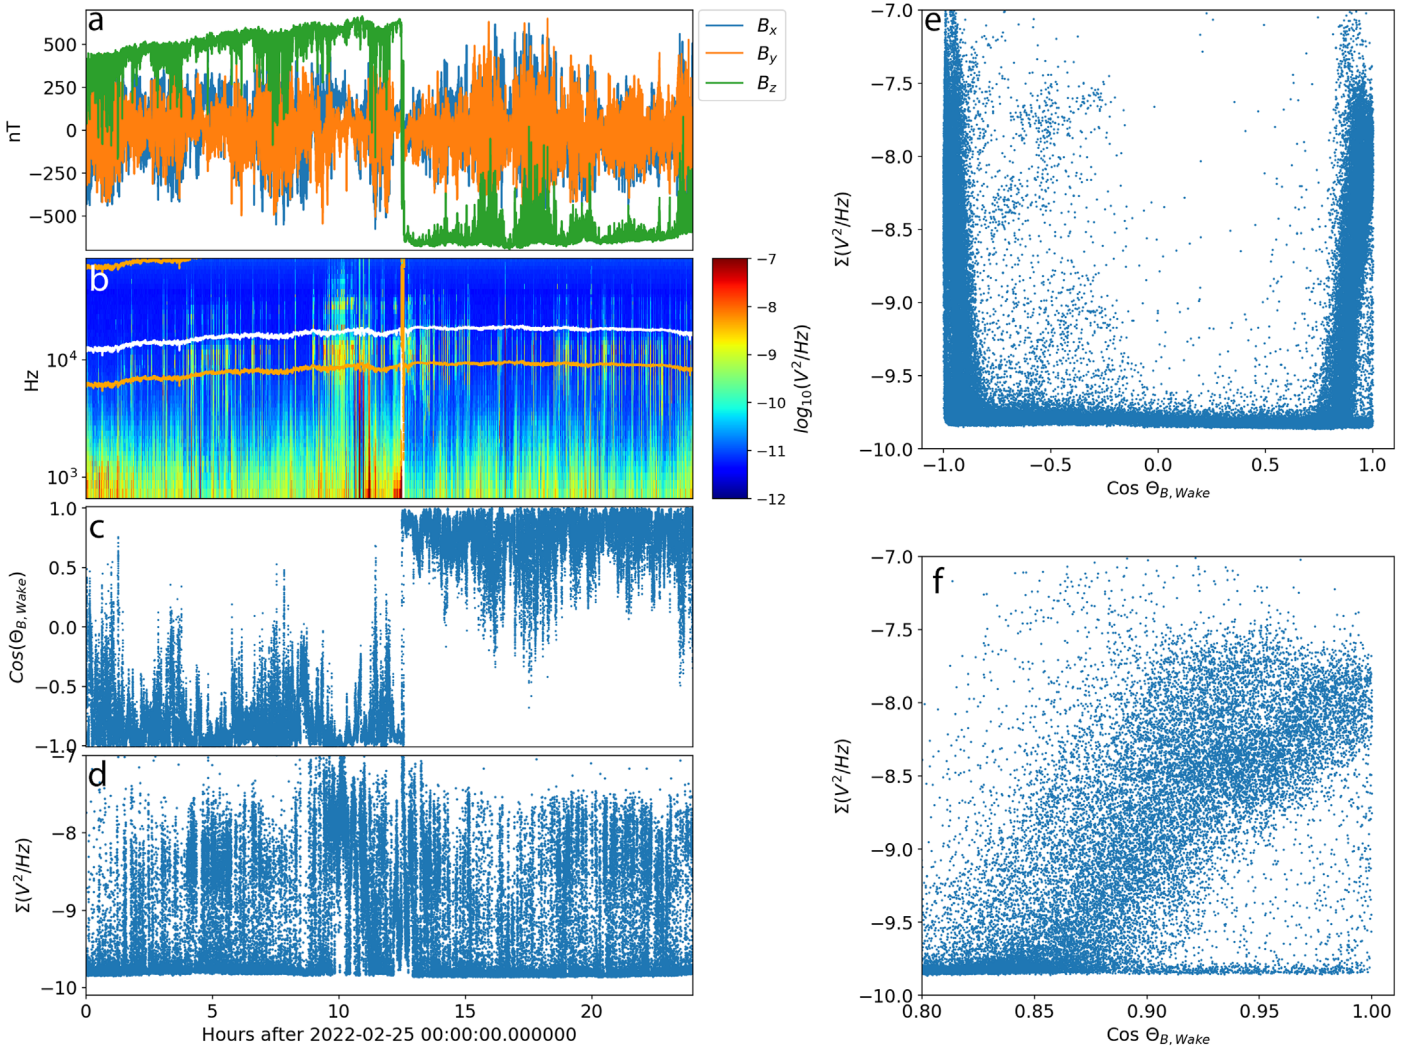 a
500
250
0
−250
−500
nT
Bx
By
Bz
b
10⁴
10³
Hz
−7
−8
−9
−10
−11
−12
log₁₀(V²/Hz)
c
1.0
0.5
0.0
−0.5
−1.0
Cos(ΘB,Wake)
d
−7
−8
−9
−10
Σ(V²/Hz)
0 5 10 15 20
Hours after 2022-02-25 00:00:00.000000
e
−7.0
−7.5
−8.0
−8.5
−9.0
−9.5
−10.0
Σ(V²/Hz)
−1.0 −0.5 0.0 0.5 1.0
Cos ΘB,Wake
f
−7.0
−7.5
−8.0
−8.5
−9.0
−9.5
−10.0
Σ(V²/Hz)
0.80 0.85 0.90 0.95 1.00
Cos ΘB,Wake